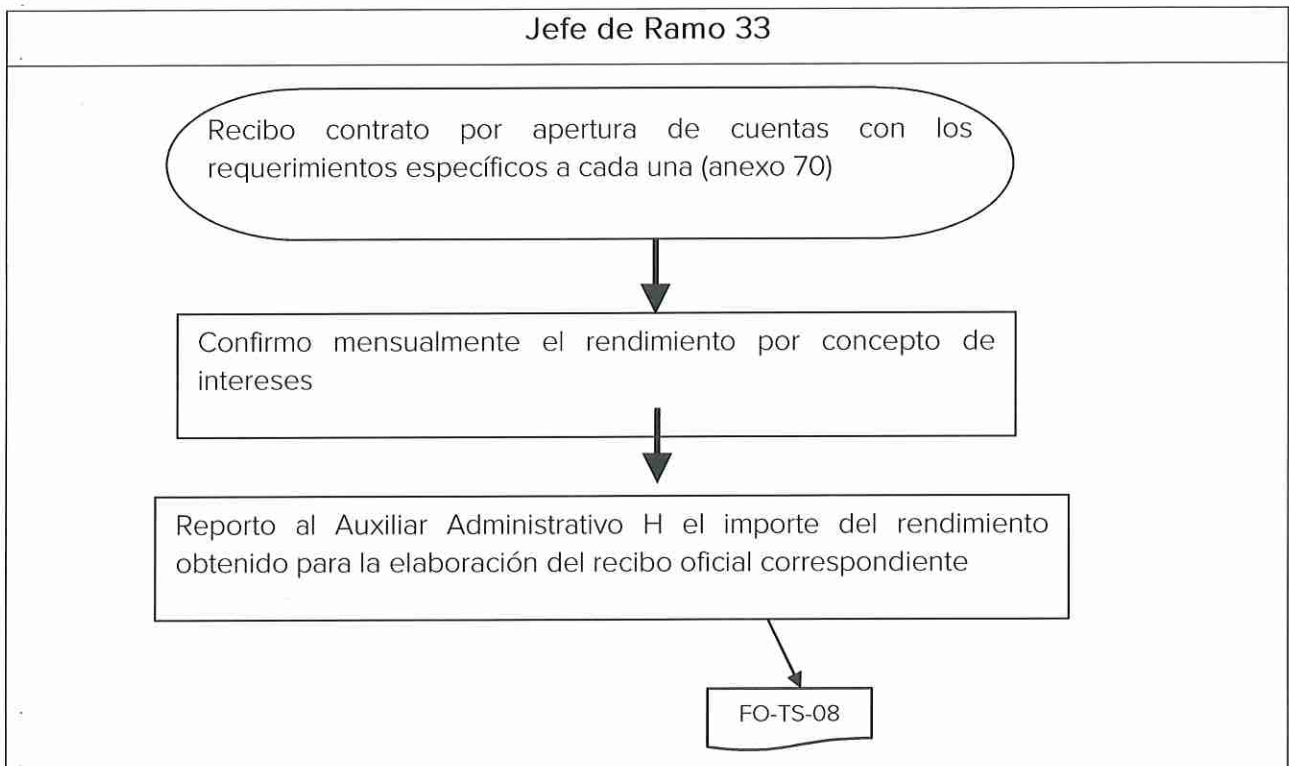 Jefe de Ramo 33
Recibo contrato por apertura de cuentas con los
requerimientos específicos a cada una (anexo 70)
Confirmo mensualmente el rendimiento por concepto de
intereses
Reporto al Auxiliar Administrativo H el importe del rendimiento
obtenido para la elaboración del recibo oficial correspondiente
FO-TS-08